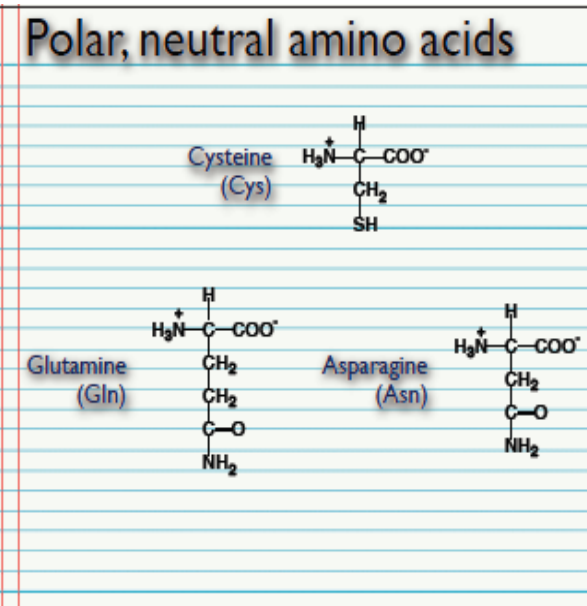 Polar, neutral amino acids
H
Cysteine
H₃N⁺–C–COO⁻
(Cys)
CH₂
SH
H
H₃N⁺–C–COO⁻
Glutamine
CH₂
(Gln)
CH₂
C–O
NH₂
H
H₃N⁺–C–COO⁻
Asparagine
CH₂
(Asn)
C–O
NH₂